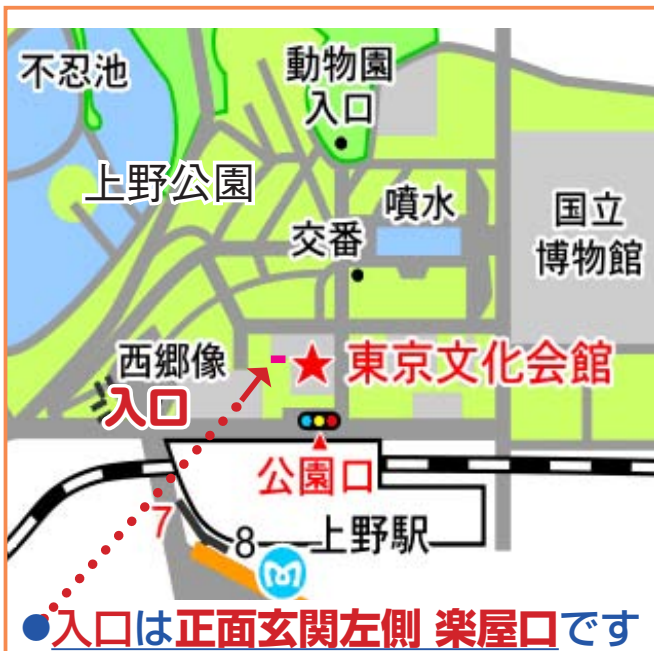 不忍池
動物園
入口
上野公園
噴水
国立
博物館
交番
西郷像
★東京文化会館
入口
公園口
7
8
上野駅
●入口は正面玄関左側 楽屋口です